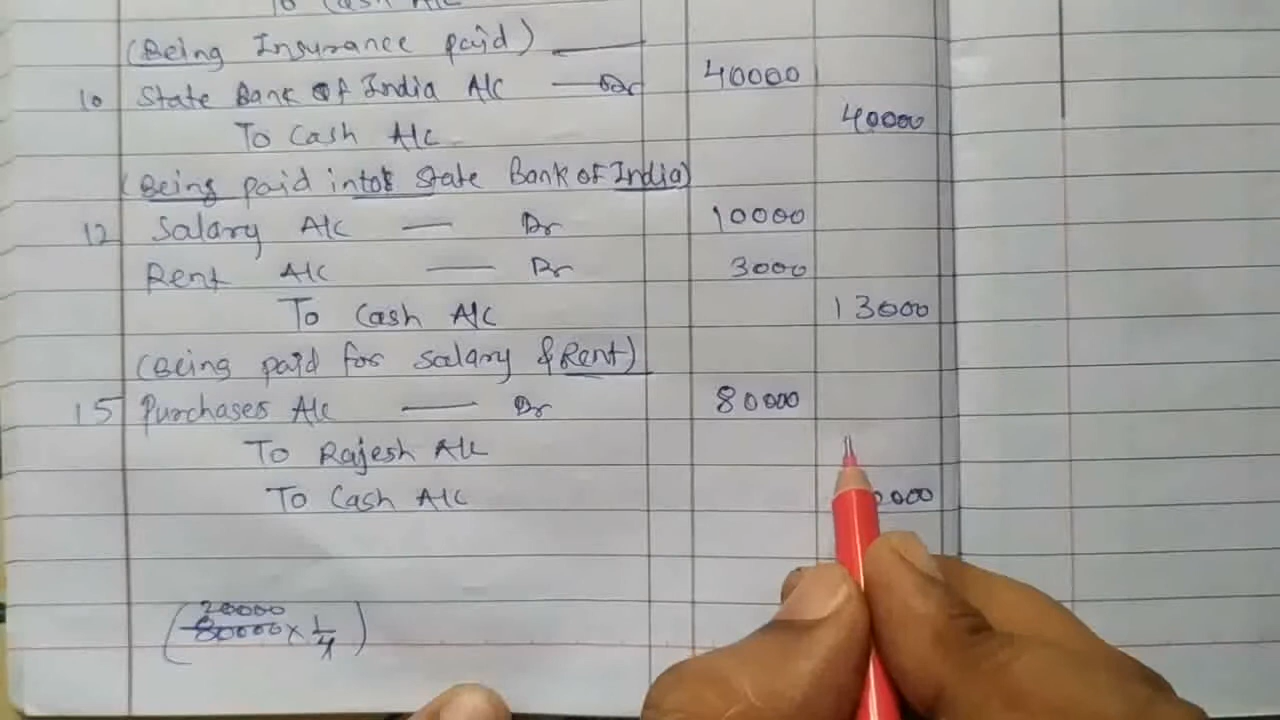 To Cash A/C
(Being Insurance paid)
10 State Bank of India A/C — Dr 40000
To Cash A/C 40000
(Being paid into State Bank of India)
12 Salary A/C — Dr 10000
Rent A/C — Dr 3000
To Cash A/C 13000
(Being paid for salary & Rent)
15 Purchases A/c — Dr 80000
To Rajesh A/c
To Cash A/C
(20000
80000 × 1/4)